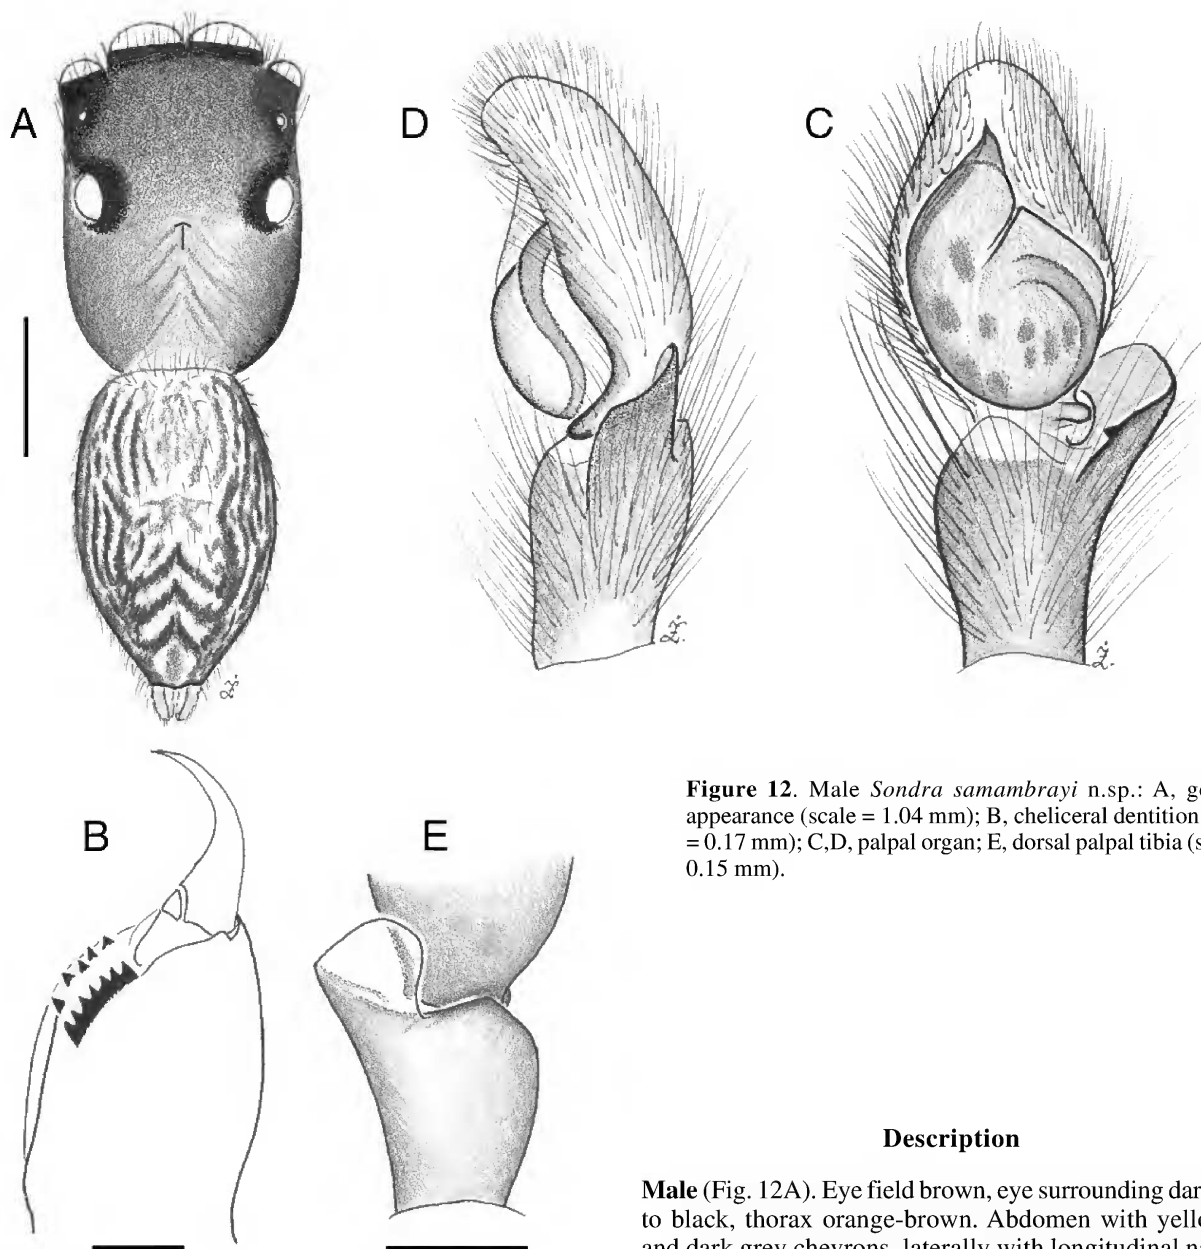 A
D
C
B
E
Figure 12. Male Sondra samambrayi n.sp.: A,
appearance (scale = 1.04 mm); B, cheliceral dentition
= 0.17 mm); C,D, palpal organ; E, dorsal palpal tibia
0.15 mm).
Description
Male (Fig. 12A). Eye field brown, eye surrounding
to black, thorax orange-brown. Abdomen with
and dark grey chevrons, laterally with longitudinal